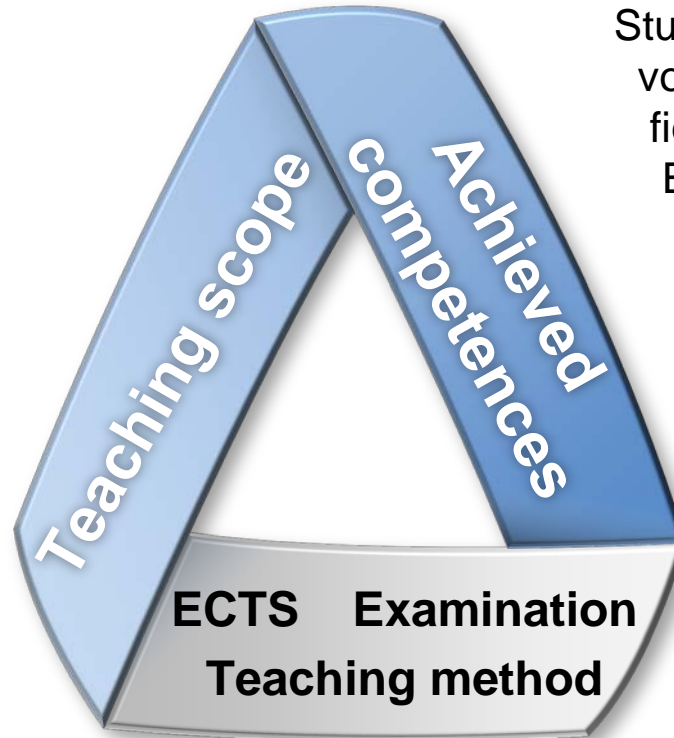 Stu
vo
fie
E
Teaching scope
Achieved
competences
ECTS Examination
Teaching method